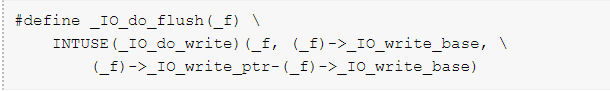 #define _IO_do_flush(_f) \
INTUSE(_IO_do_write)(_f, (_f)->_IO_write_base, \
(_f)->_IO_write_ptr-(_f)->_IO_write_base)